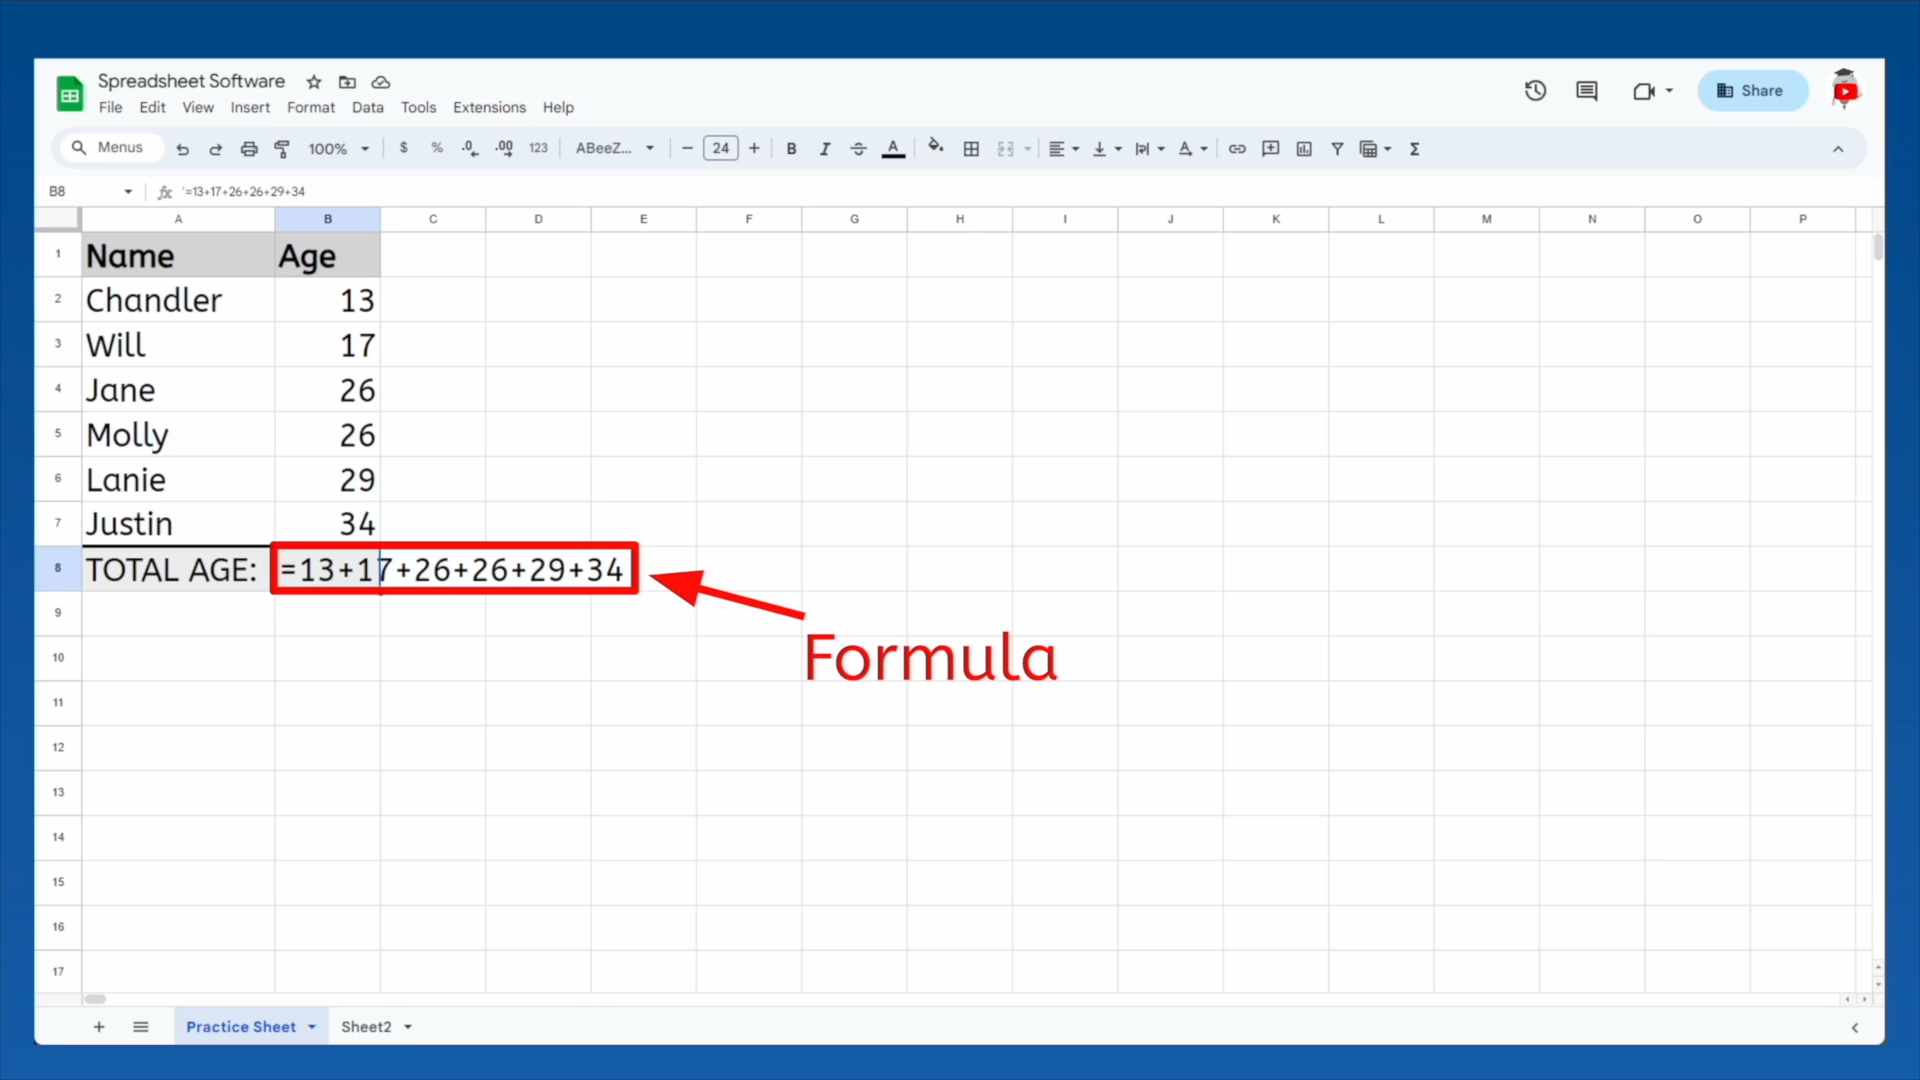 Spreadsheet Software
File Edit View Insert Format Data Tools Extensions Help
Share
Menus 100% $ % .0 .00 123 ABeeZ... − 24 + B I A Σ
B8 fx '=13+17+26+26+29+34
A B C D E F G H I J K L M N O P
1 Name Age
2 Chandler 13
3 Will 17
4 Jane 26
5 Molly 26
6 Lanie 29
7 Justin 34
8 TOTAL AGE: =13+17+26+26+29+34
9
Formula
10
11
12
13
14
15
16
17
+ Practice Sheet Sheet2